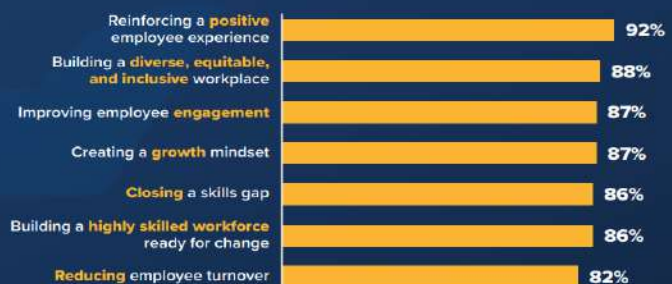 Reinforcing a positive
employee experience
92%
Building a diverse, equitable,
and inclusive workplace
88%
Improving employee engagement
87%
Creating a growth mindset
87%
Closing a skills gap
86%
Building a highly skilled workforce
ready for change
86%
Reducing employee turnover
82%